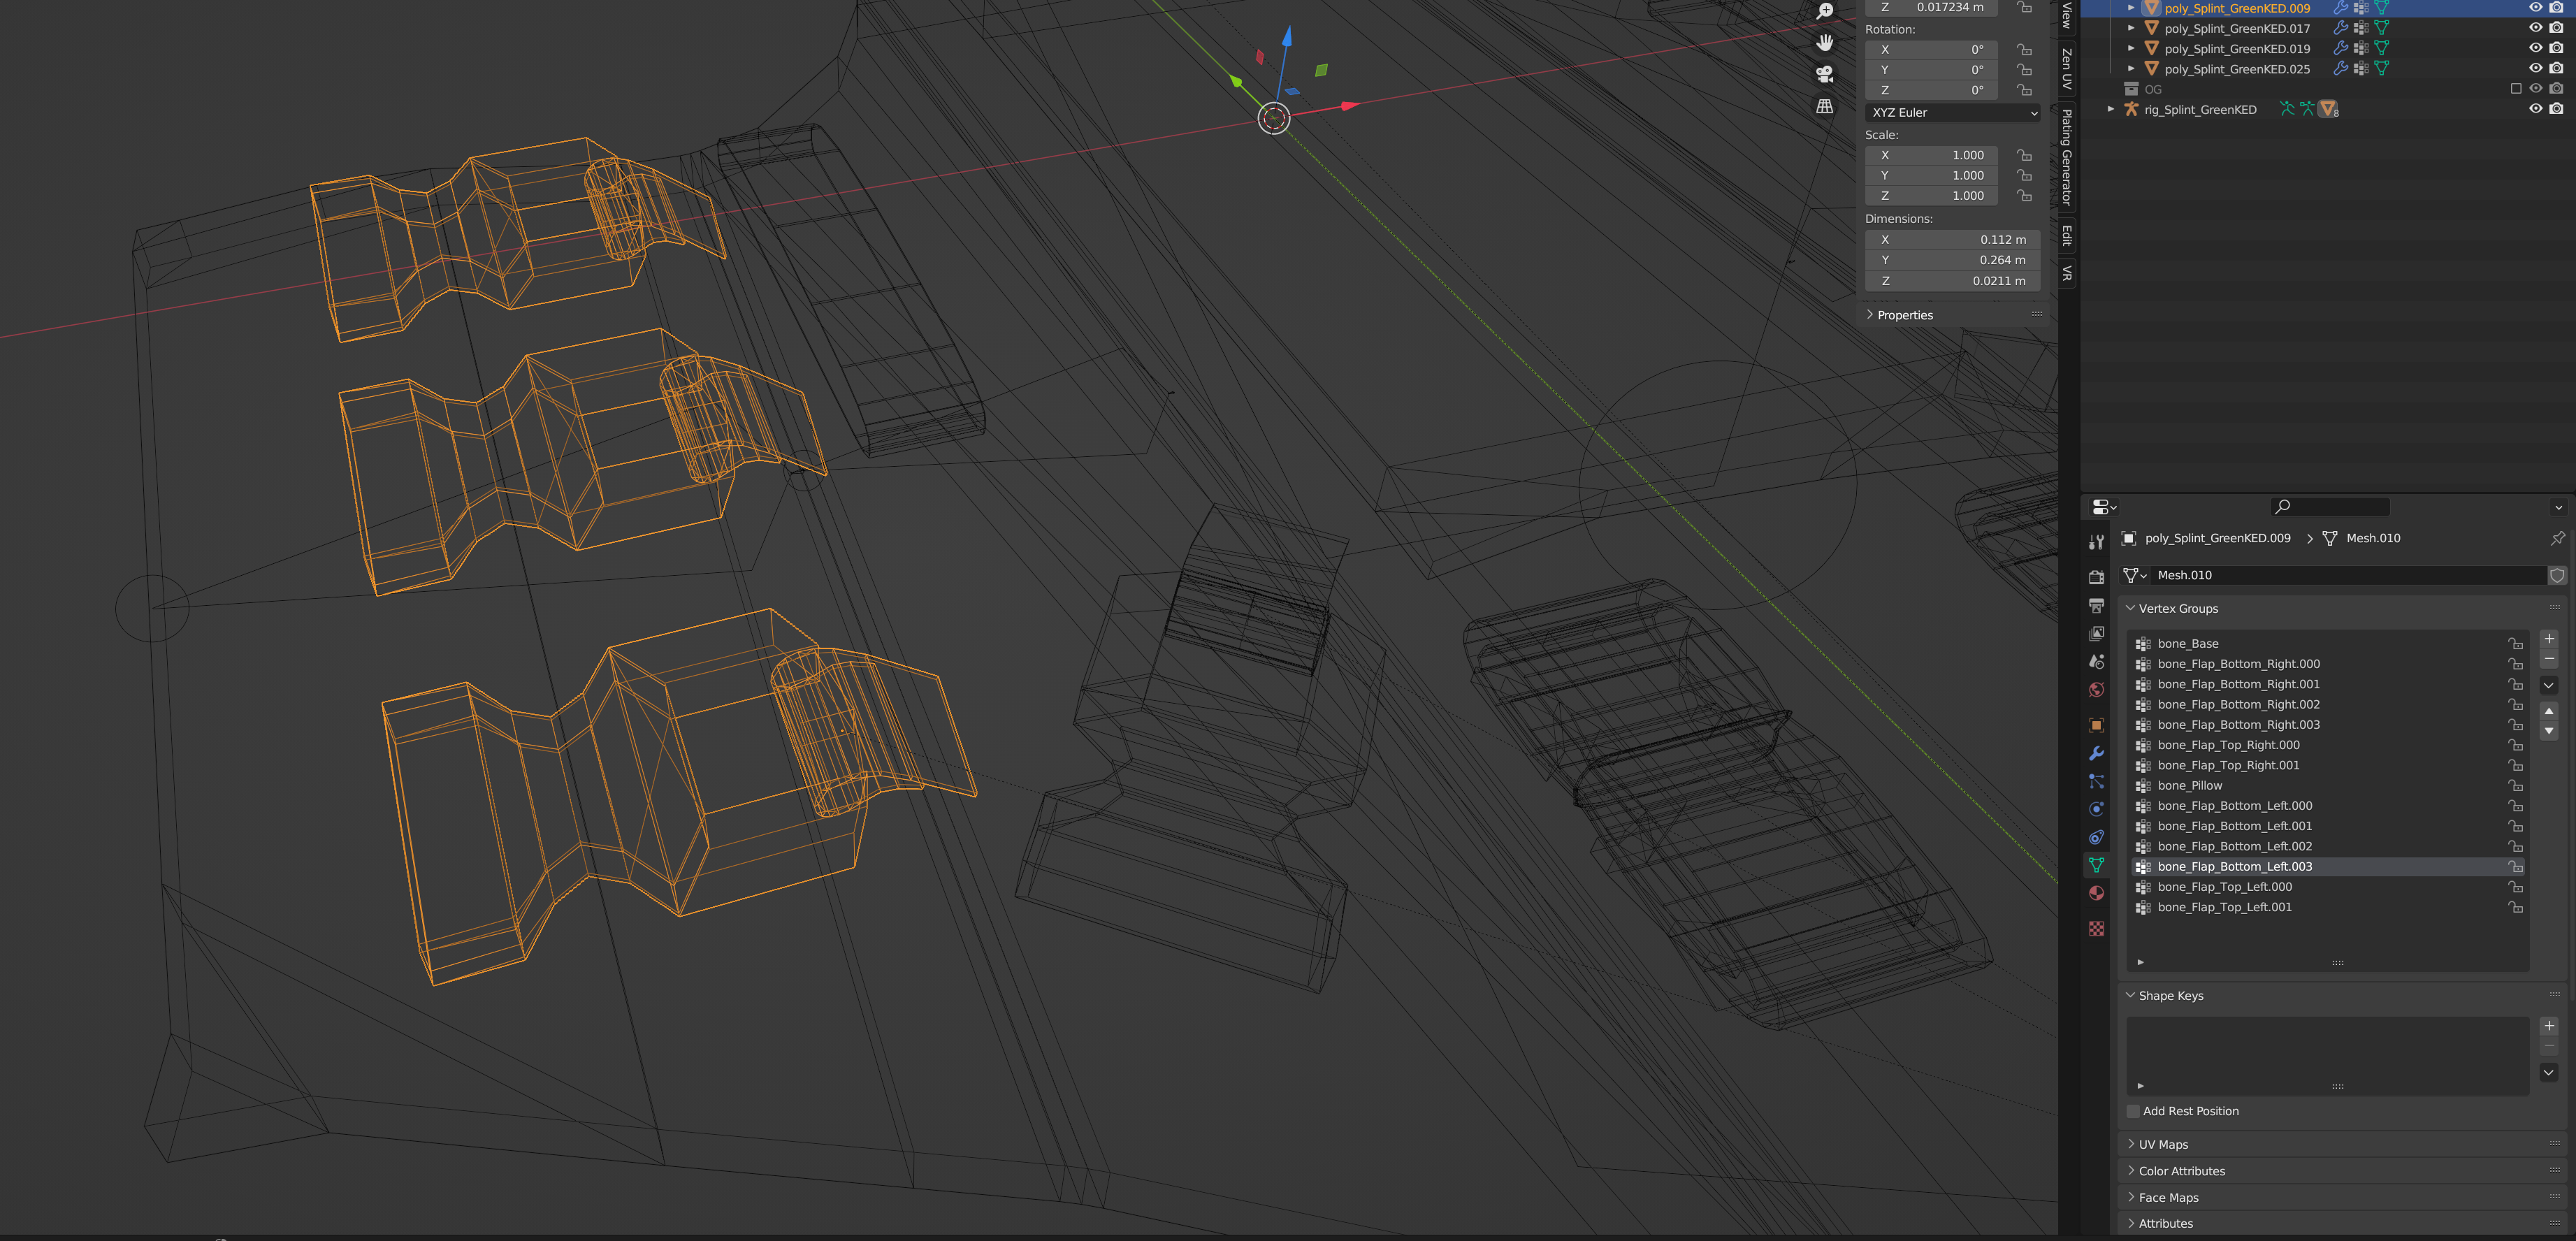 Z 0.017234 m
Rotation:
X 0°
Y 0°
Z 0°
XYZ Euler
Scale:
X 1.000
Y 1.000
Z 1.000
Dimensions:
X 0.112 m
Y 0.264 m
Z 0.0211 m
Properties
View
Zen UV
Plating Generator
Edit
VR
poly_Splint_GreenKED.009
poly_Splint_GreenKED.017
poly_Splint_GreenKED.019
poly_Splint_GreenKED.025
OG
rig_Splint_GreenKED 8
poly_Splint_GreenKED.009 Mesh.010
Mesh.010
Vertex Groups
bone_Base
bone_Flap_Bottom_Right.000
bone_Flap_Bottom_Right.001
bone_Flap_Bottom_Right.002
bone_Flap_Bottom_Right.003
bone_Flap_Top_Right.000
bone_Flap_Top_Right.001
bone_Pillow
bone_Flap_Bottom_Left.000
bone_Flap_Bottom_Left.001
bone_Flap_Bottom_Left.002
bone_Flap_Bottom_Left.003
bone_Flap_Top_Left.000
bone_Flap_Top_Left.001
Shape Keys
Add Rest Position
UV Maps
Color Attributes
Face Maps
Attributes